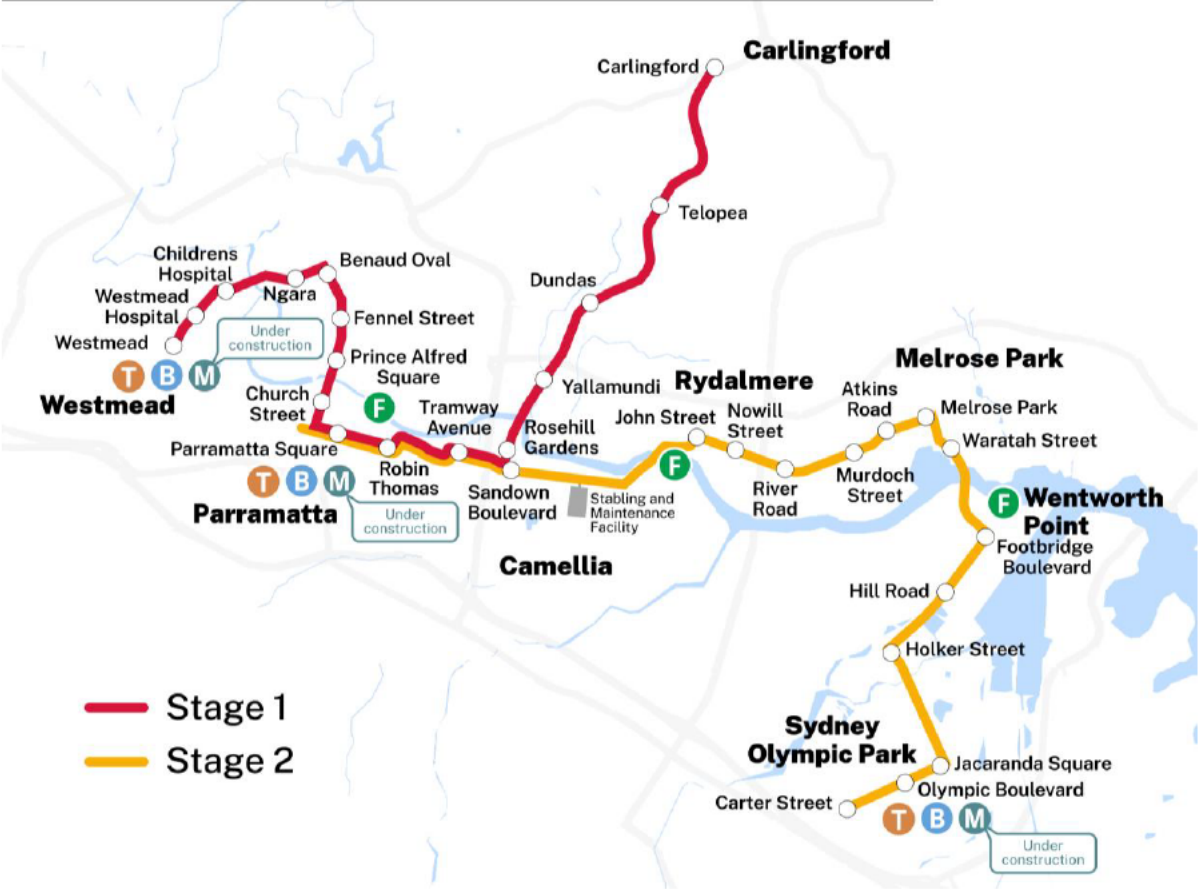 Carlingford
Carlingford
Telopea
Dundas
Yallamundi
Childrens
Hospital
Benaud Oval
Ngara
Westmead
Hospital
Fennel Street
Westmead
Under
construction
T B M
Westmead
Prince Alfred
Square
Church
Street
F
Tramway
Avenue
Rosehill
Gardens
Parramatta Square
Robin
Thomas
Sandown
Boulevard
T B M
Parramatta
Under
construction
Stabling and
Maintenance
Facility
Camellia
Rydalmere
John Street
F
Nowill
Street
River
Road
Murdoch
Street
Atkins
Road
Melrose Park
Melrose Park
Waratah Street
F
Wentworth
Point
Footbridge
Boulevard
Hill Road
Holker Street
Sydney
Olympic Park
Jacaranda Square
Olympic Boulevard
Carter Street
T B M
Under
construction
Stage 1
Stage 2